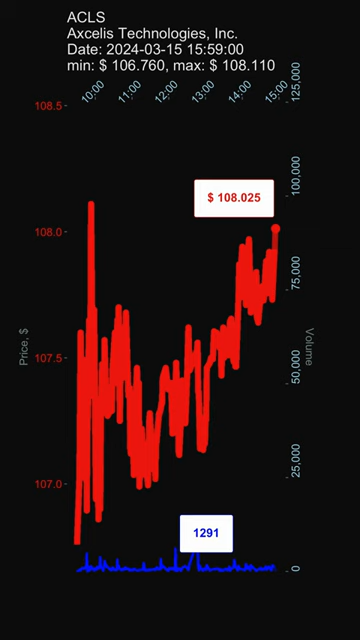 ACLS
Axcelis Technologies, Inc.
Date: 2024-03-15 15:59:00
min: $ 106.760, max: $ 108.110
10:00 11:00 12:00 13:00 14:00 15:00
108.5
108.0
107.5
107.0
Price, $
125,000
100,000
75,000
50,000
25,000
0
Volume
$ 108.025
1291